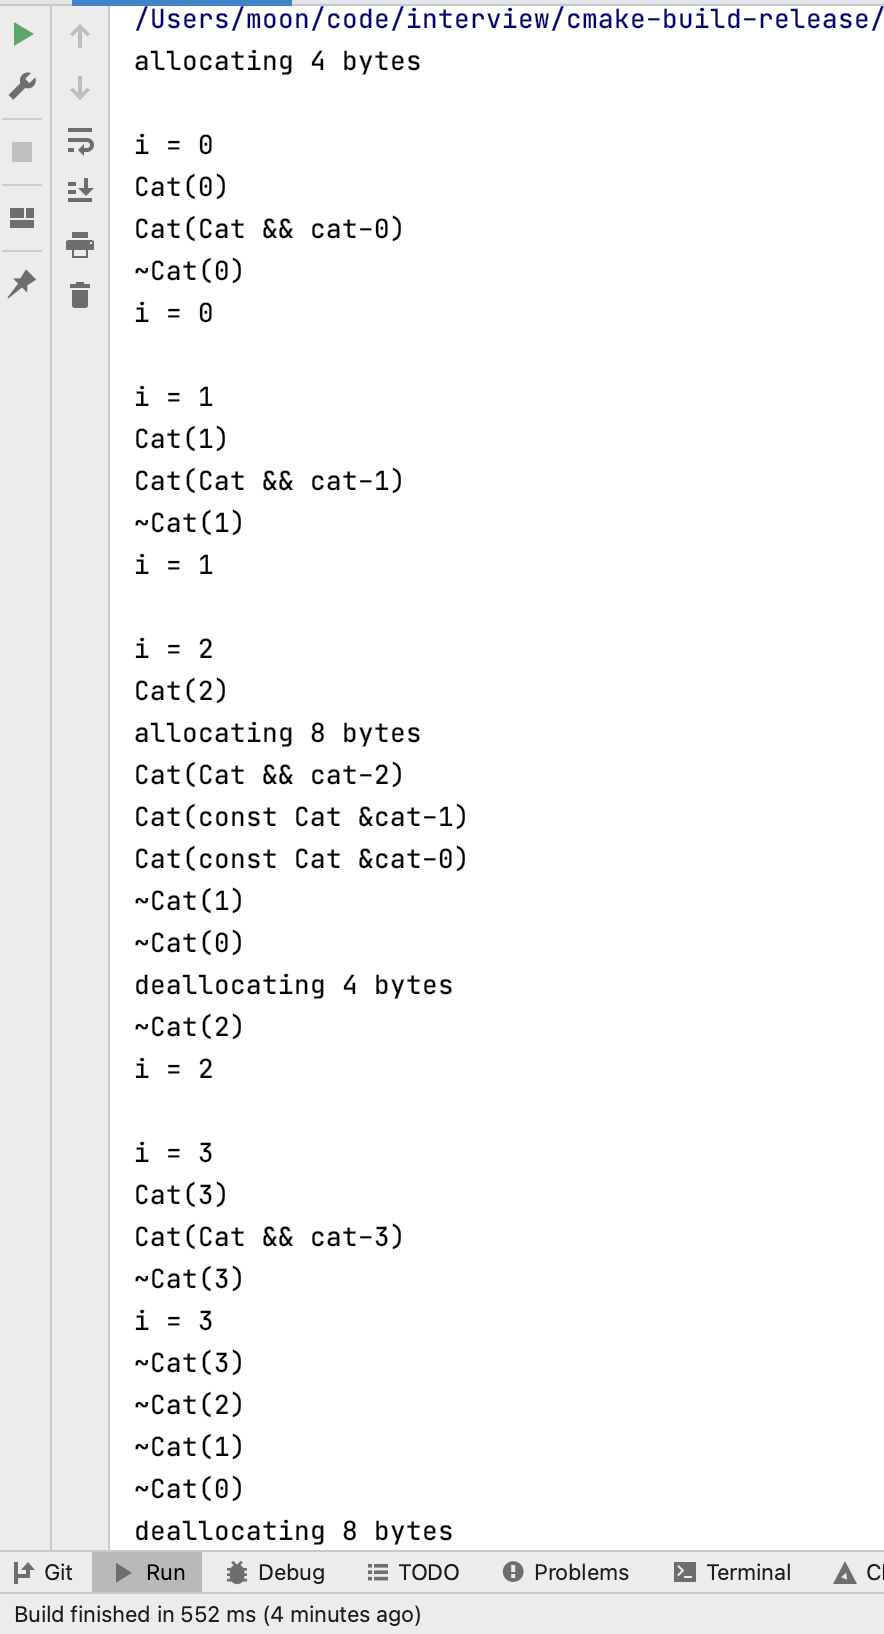 /Users/moon/code/interview/cmake-build-release/
allocating 4 bytes
i = 0
Cat(0)
Cat(Cat && cat-0)
~Cat(0)
i = 0
i = 1
Cat(1)
Cat(Cat && cat-1)
~Cat(1)
i = 1
i = 2
Cat(2)
allocating 8 bytes
Cat(Cat && cat-2)
Cat(const Cat &cat-1)
Cat(const Cat &cat-0)
~Cat(1)
~Cat(0)
deallocating 4 bytes
~Cat(2)
i = 2
i = 3
Cat(3)
Cat(Cat && cat-3)
~Cat(3)
i = 3
~Cat(3)
~Cat(2)
~Cat(1)
~Cat(0)
deallocating 8 bytes
Git Run Debug TODO Problems Terminal
Build finished in 552 ms (4 minutes ago)